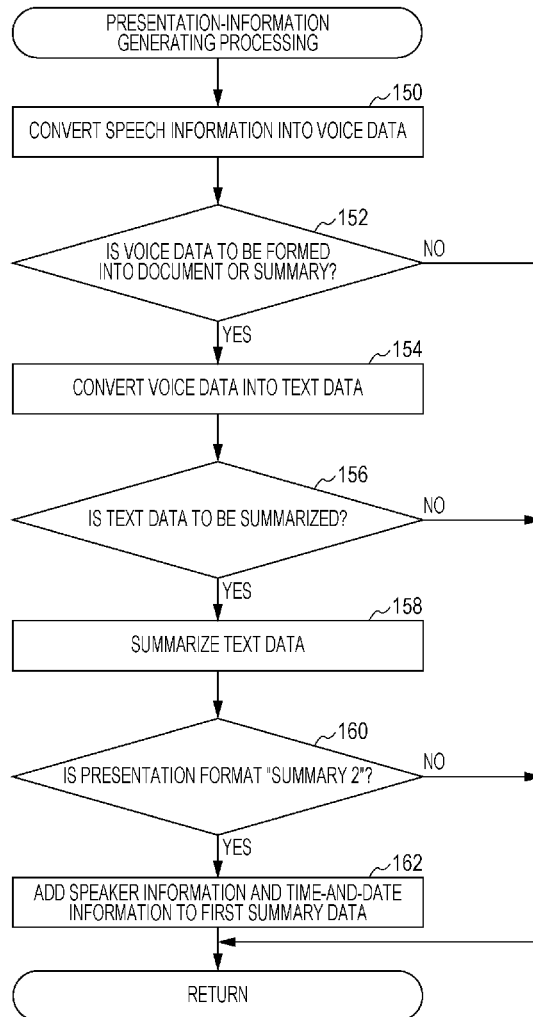 PRESENTATION-INFORMATION
GENERATING PROCESSING
150
CONVERT SPEECH INFORMATION INTO VOICE DATA
152
IS VOICE DATA TO BE FORMED
INTO DOCUMENT OR SUMMARY?
NO
YES
154
CONVERT VOICE DATA INTO TEXT DATA
156
IS TEXT DATA TO BE SUMMARIZED?
NO
YES
158
SUMMARIZE TEXT DATA
160
IS PRESENTATION FORMAT "SUMMARY 2"?
NO
YES
162
ADD SPEAKER INFORMATION AND TIME-AND-DATE
INFORMATION TO FIRST SUMMARY DATA
RETURN